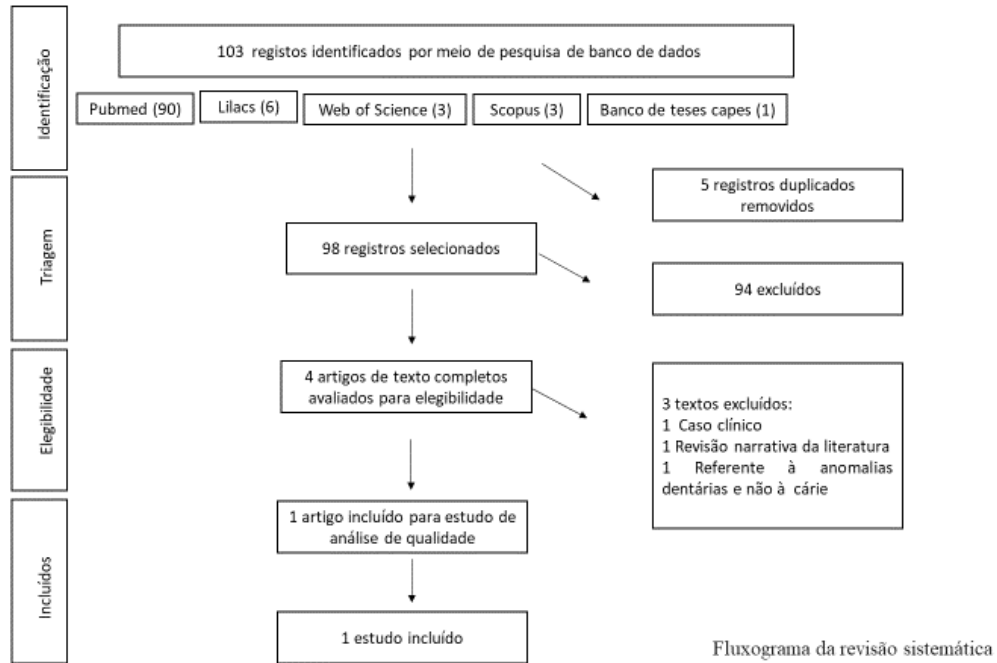 Identificação
103 registos identificados por meio de pesquisa de banco de dados
Pubmed (90)
Lilacs (6)
Web of Science (3)
Scopus (3)
Banco de teses capes (1)
5 registros duplicados
removidos
Triagem
98 registros selecionados
94 excluídos
Elegibilidade
4 artigos de texto completos
avaliados para elegibilidade
3 textos excluídos:
1 Caso clínico
1 Revisão narrativa da literatura
1 Referente à anomalias
dentárias e não à cárie
Incluídos
1 artigo incluído para estudo de
análise de qualidade
1 estudo incluído
Fluxograma da revisão sistemática